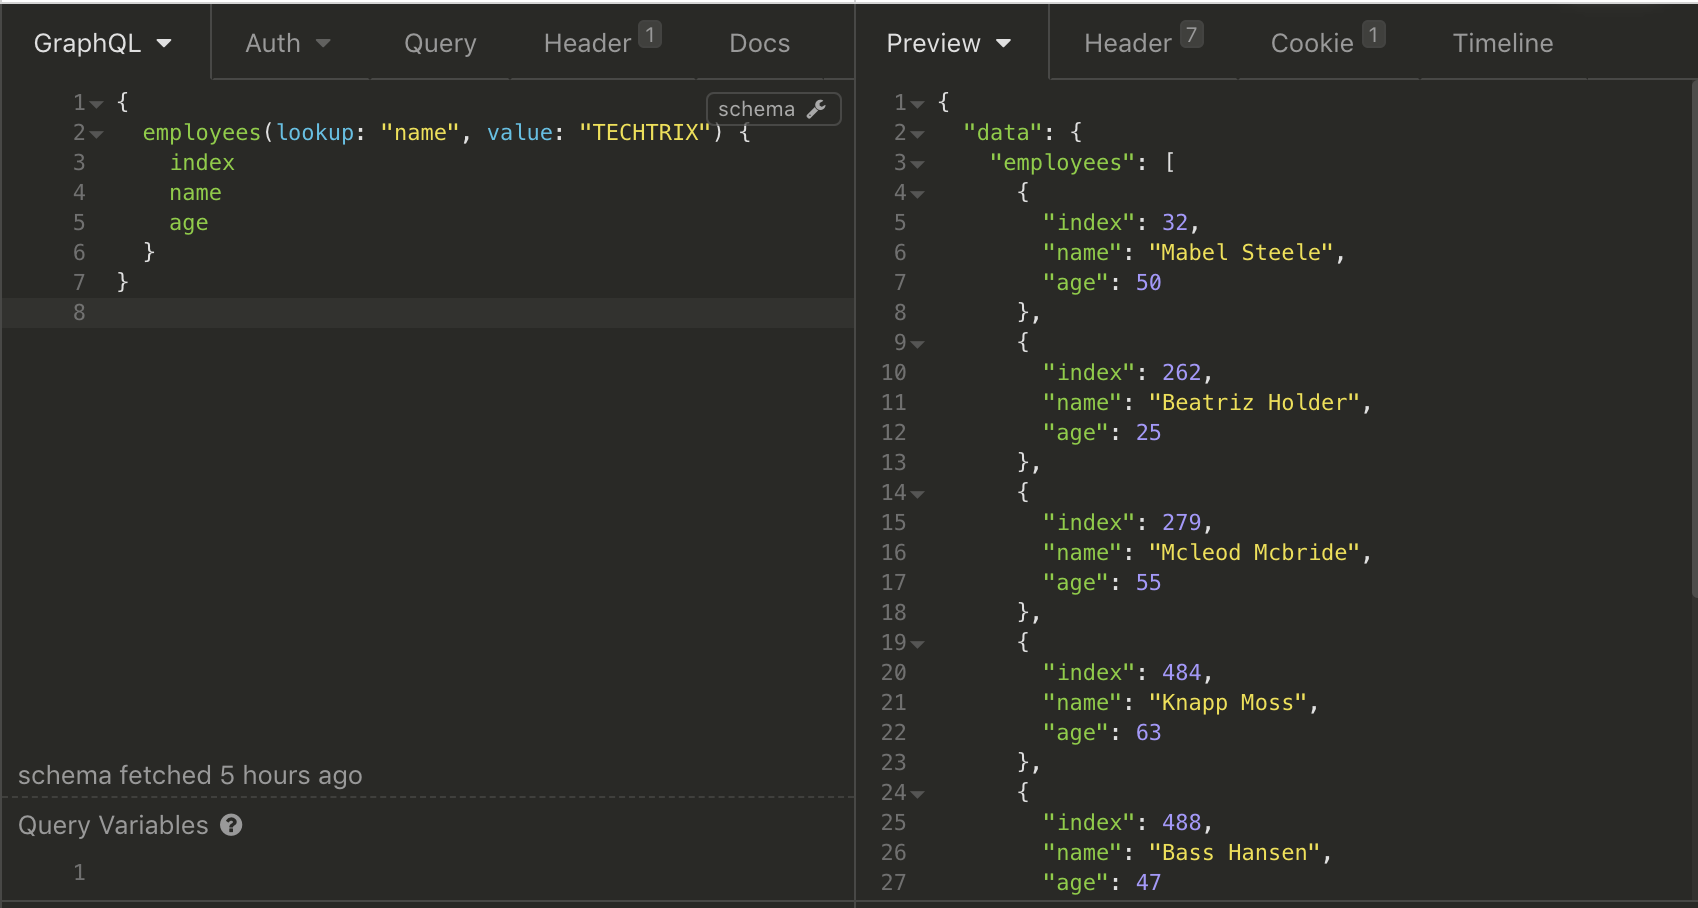 GraphQL Auth Query Header 1 Docs
schema
1 {
2   employees(lookup: "name", value: "TECHTRIX") {
3     index
4     name
5     age
6   }
7 }
8
schema fetched 5 hours ago
Query Variables ?
1
Preview Header 7 Cookie 1 Timeline
1 {
2   "data": {
3     "employees": [
4       {
5         "index": 32,
6         "name": "Mabel Steele",
7         "age": 50
8       },
9       {
10         "index": 262,
11         "name": "Beatriz Holder",
12         "age": 25
13       },
14       {
15         "index": 279,
16         "name": "Mcleod Mcbride",
17         "age": 55
18       },
19       {
20         "index": 484,
21         "name": "Knapp Moss",
22         "age": 63
23       },
24       {
25         "index": 488,
26         "name": "Bass Hansen",
27         "age": 47